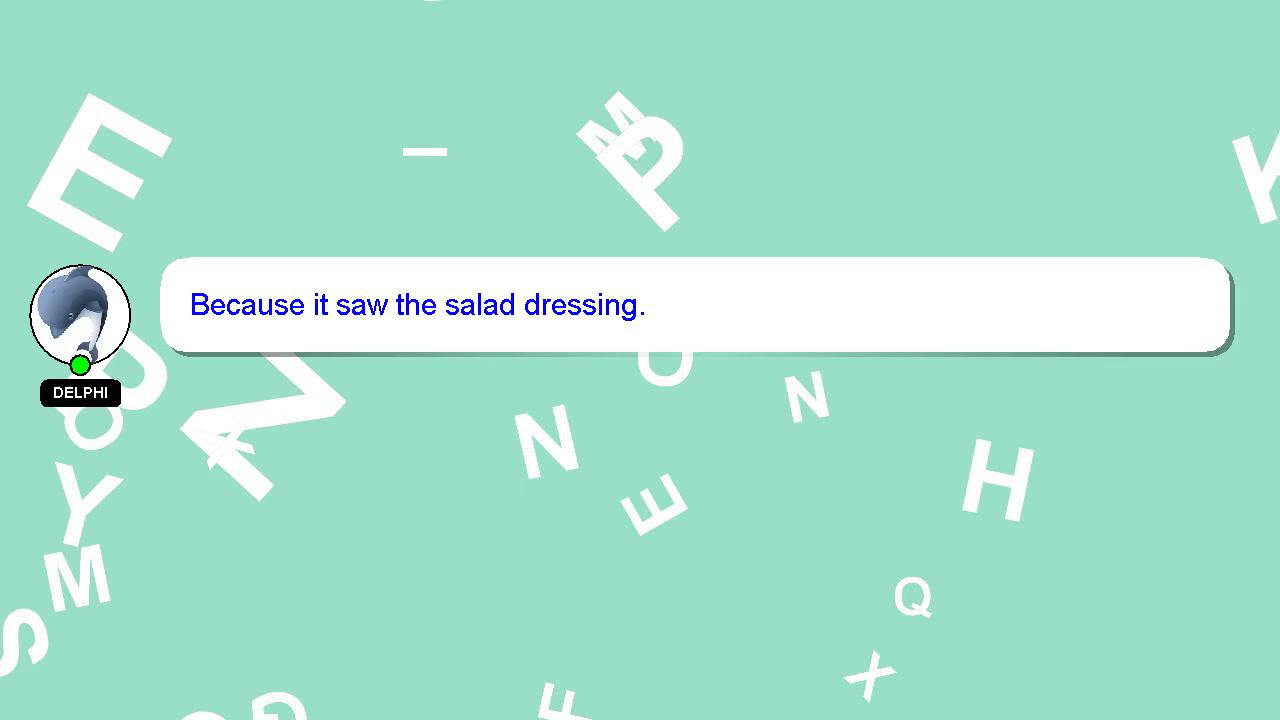 E
I
M
P
K
Because it saw the salad dressing.
DELPHI
N
N
E
H
Y
M
Q
S
X
G
F